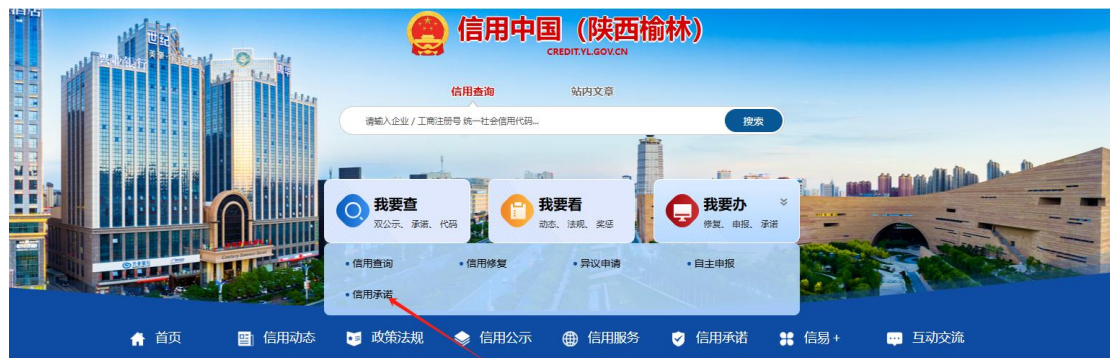 信用中国（陕西榆林）
CREDIT.YL.GOV.CN
信用查询 站内文章
请输入企业 / 工商注册号 统一社会信用代码... 搜索
我要查 我要看 我要办
双公示、承诺、代码 动态、法规、奖惩 修复、申报、承诺
• 信用查询 • 信用修复 • 异议申请 • 自主申报
• 信用承诺
首页 信用动态 政策法规 信用公示 信用服务 信用承诺 信易+ 互动交流